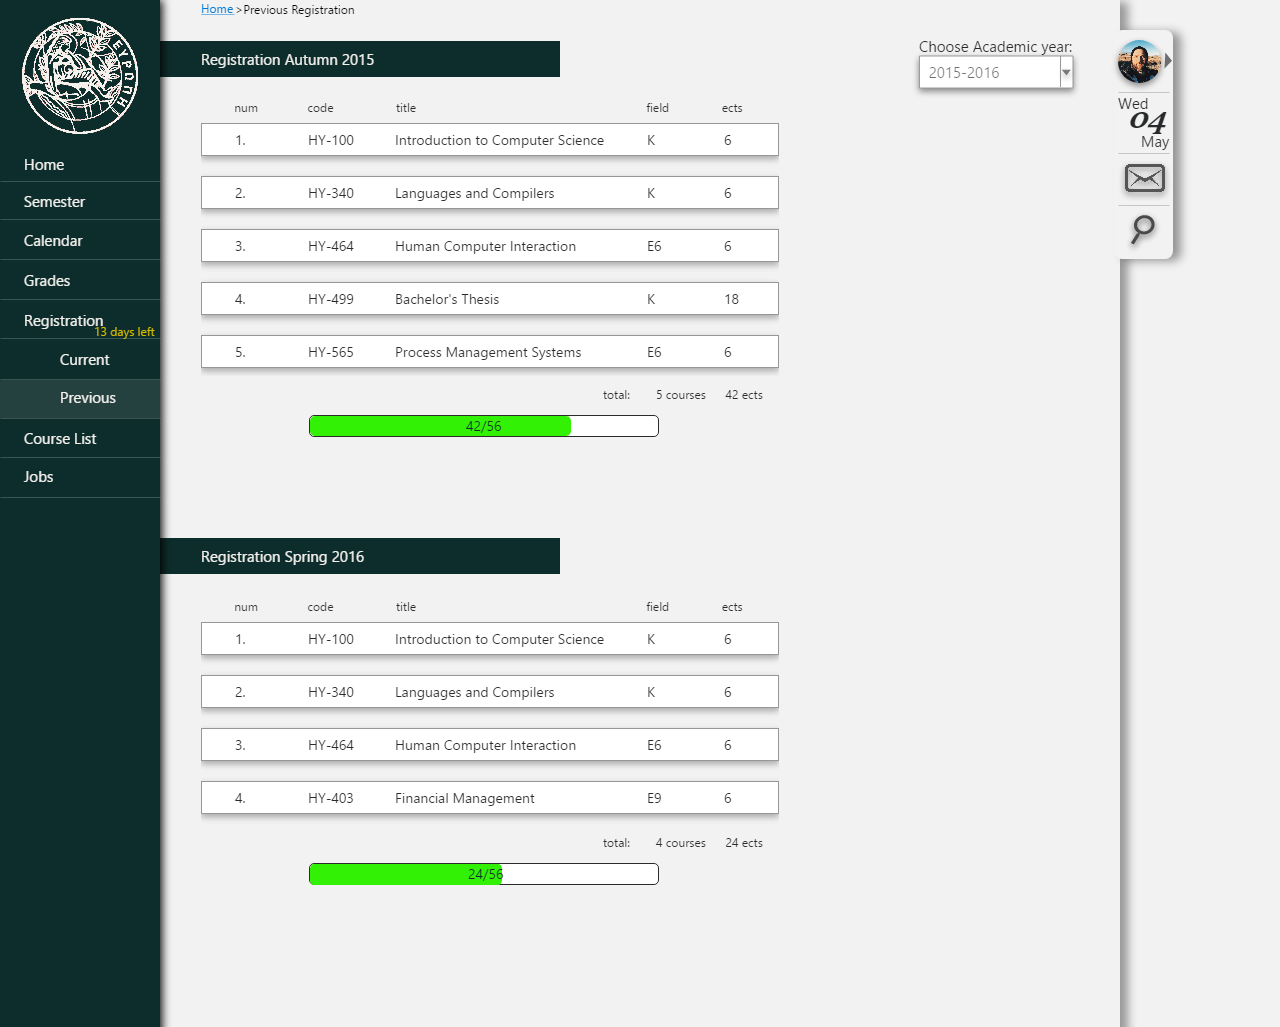 ΕΥΡΩΠΗ
Home
Semester
Calendar
Grades
Registration
13 days left
Current
Previous
Course List
Jobs
Home >Previous Registration
Registration Autumn 2015
num code title field ects
1. HY-100 Introduction to Computer Science K 6
2. HY-340 Languages and Compilers K 6
3. HY-464 Human Computer Interaction E6 6
4. HY-499 Bachelor's Thesis K 18
5. HY-565 Process Management Systems E6 6
total: 5 courses 42 ects
42/56
Registration Spring 2016
num code title field ects
1. HY-100 Introduction to Computer Science K 6
2. HY-340 Languages and Compilers K 6
3. HY-464 Human Computer Interaction E6 6
4. HY-403 Financial Management E9 6
total: 4 courses 24 ects
24/56
Choose Academic year:
2015-2016
Wed
04
May